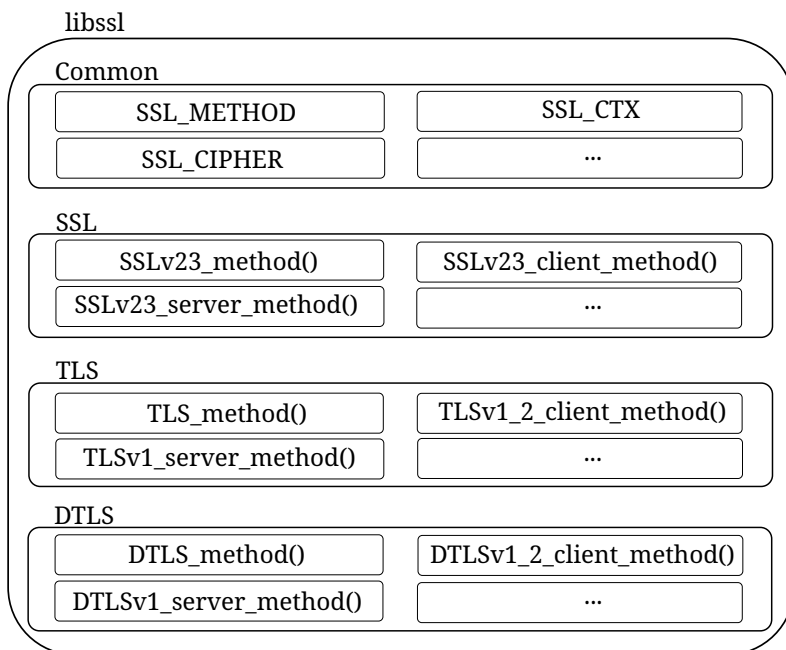 libssl
Common
SSL_METHOD
SSL_CTX
SSL_CIPHER
...
SSL
SSLv23_method()
SSLv23_client_method()
SSLv23_server_method()
...
TLS
TLS_method()
TLSv1_2_client_method()
TLSv1_server_method()
...
DTLS
DTLS_method()
DTLSv1_2_client_method()
DTLSv1_server_method()
...